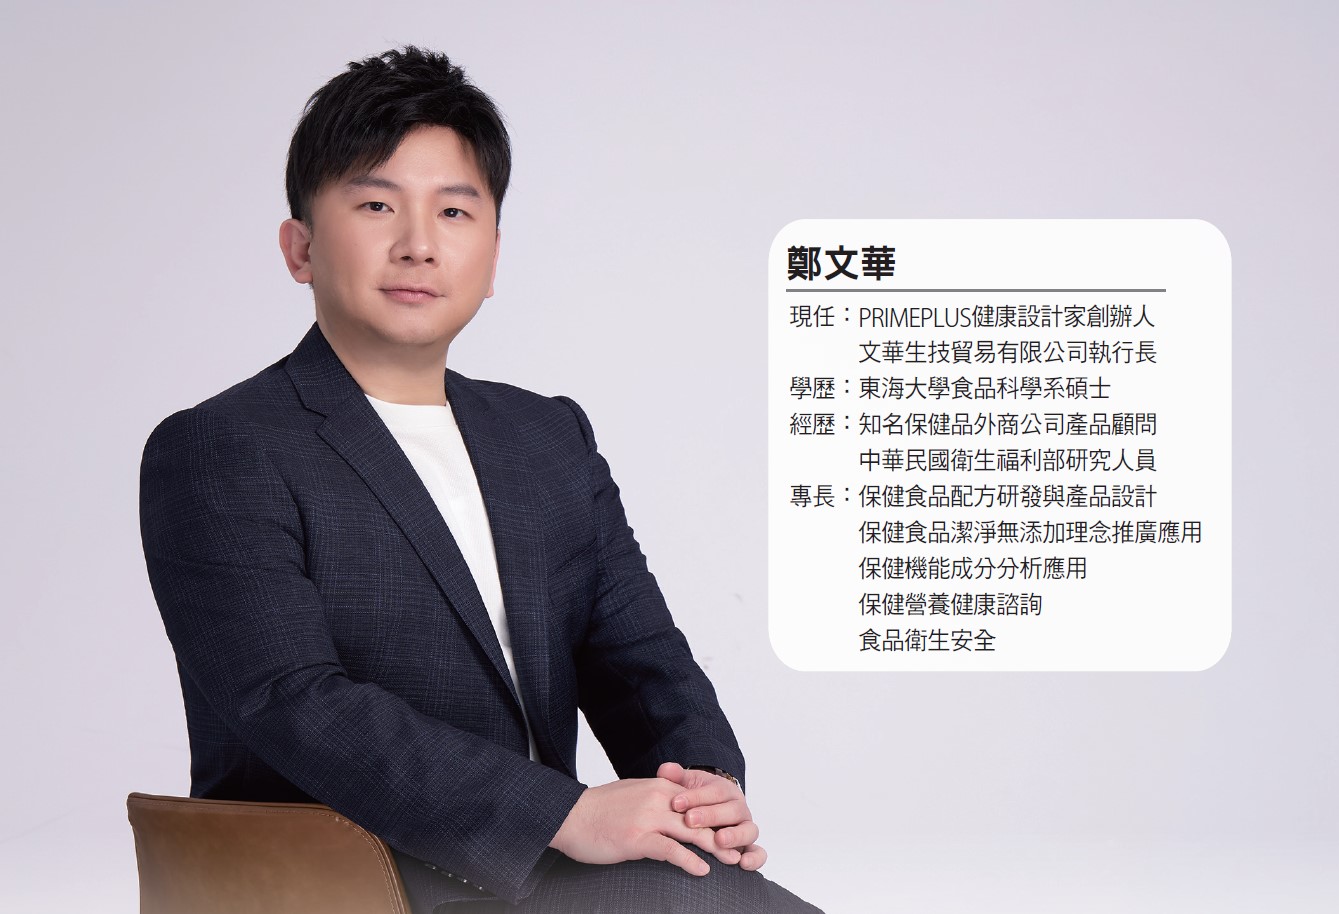 鄭文華
現任：PRIMEPLUS健康設計家創辦人
文華生技貿易有限公司執行長
學歷：東海大學食品科學系碩士
經歷：知名保健品外商公司產品顧問
中華民國衛生福利部研究人員
專長：保健食品配方研發與產品設計
保健食品潔淨無添加理念推廣應用
保健機能成分分析應用
保健營養健康諮詢
食品衛生安全